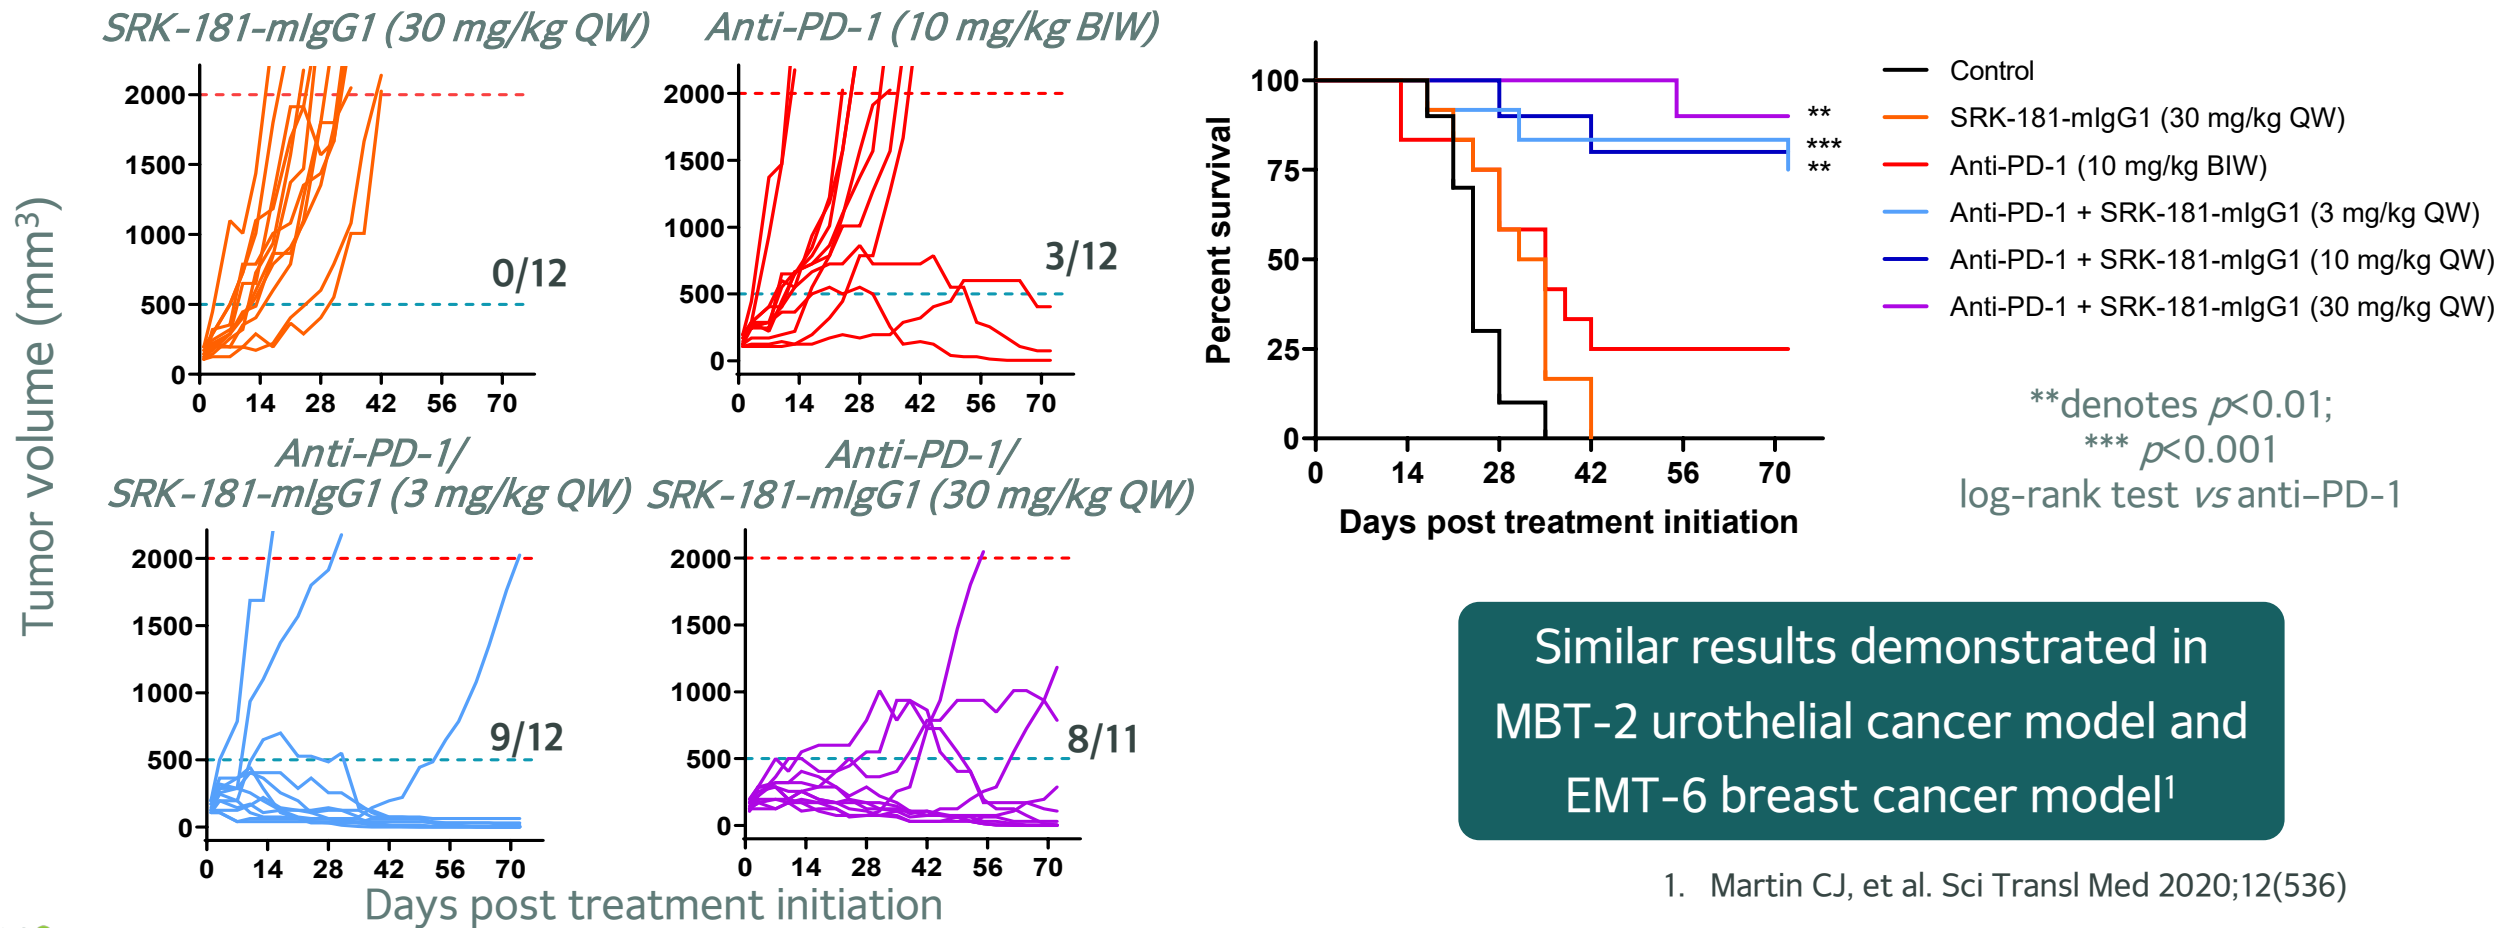 SRK-181-mIgG1 (30 mg/kg QW)
Anti-PD-1 (10 mg/kg BIW)
Tumor volume (mm³)
2000
1500
1000
500
0
0 14 28 42 56 70
0/12
2000
1500
1000
500
0
0 14 28 42 56 70
3/12
Anti-PD-1/
SRK-181-mIgG1 (3 mg/kg QW)
2000
1500
1000
500
0
0 14 28 42 56 70
9/12
Anti-PD-1/
SRK-181-mIgG1 (30 mg/kg QW)
2000
1500
1000
500
0
0 14 28 42 56 70
8/11
Days post treatment initiation
Percent survival
100
75
50
25
0
0 14 28 42 56 70
Days post treatment initiation
**
***
**
Control
SRK-181-mIgG1 (30 mg/kg QW)
Anti-PD-1 (10 mg/kg BIW)
Anti-PD-1 + SRK-181-mIgG1 (3 mg/kg QW)
Anti-PD-1 + SRK-181-mIgG1 (10 mg/kg QW)
Anti-PD-1 + SRK-181-mIgG1 (30 mg/kg QW)
**denotes p<0.01;
*** p<0.001
log-rank test vs anti-PD-1
Similar results demonstrated in
MBT-2 urothelial cancer model and
EMT-6 breast cancer model¹
1. Martin CJ, et al. Sci Transl Med 2020;12(536)